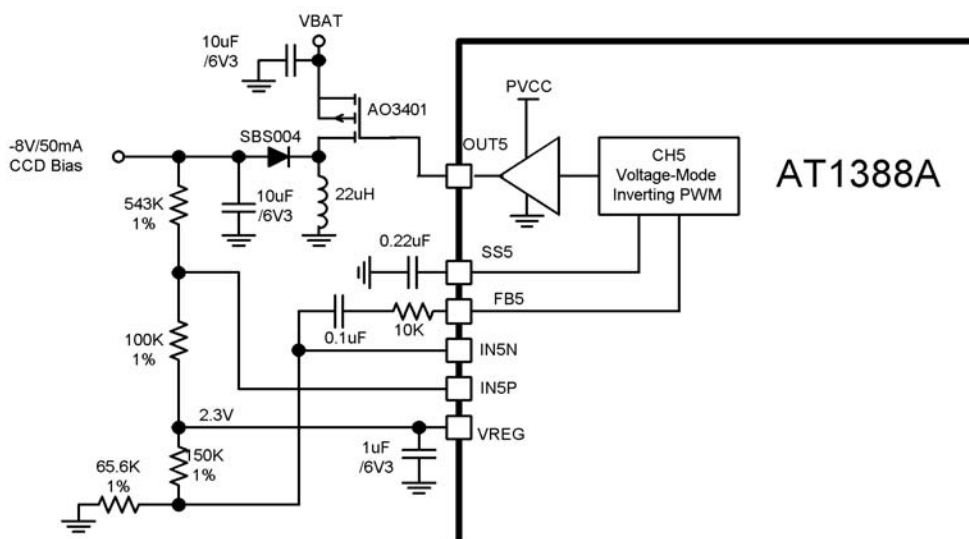 VBAT
10uF
/6V3
AO3401
PVCC
SBS004
OUT5
-8V/50mA
CCD Bias
CH5
Voltage-Mode
Inverting PWM
AT1388A
22uH
10uF
/6V3
543K
1%
0.22uF
SS5
FB5
0.1uF
10K
100K
1%
IN5N
IN5P
2.3V
VREG
1uF
/6V3
150K
1%
65.6K
1%